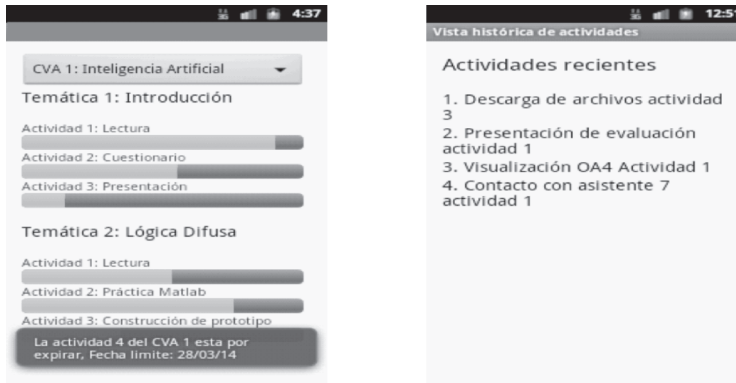 4:37
CVA 1: Inteligencia Artificial
Temática 1: Introducción
Actividad 1: Lectura
Actividad 2: Cuestionario
Actividad 3: Presentación
Temática 2: Lógica Difusa
Actividad 1: Lectura
Actividad 2: Práctica Matlab
Actividad 3: Construcción de prototipo
La actividad 4 del CVA 1 esta por
expirar, Fecha limite: 28/03/14
12:51
Vista histórica de actividades
Actividades recientes
1. Descarga de archivos actividad
3
2. Presentación de evaluación
actividad 1
3. Visualización OA4 Actividad 1
4. Contacto con asistente 7
actividad 1